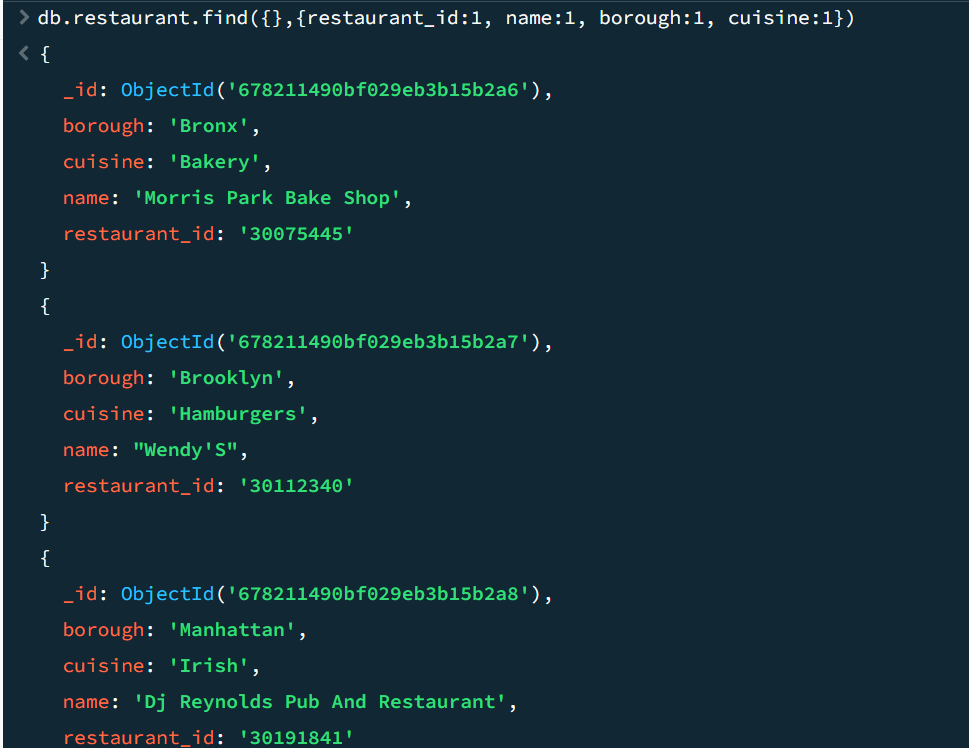 > db.restaurant.find({},{restaurant_id:1, name:1, borough:1, cuisine:1})
< {
_id: ObjectId('678211490bf029eb3b15b2a6'),
borough: 'Bronx',
cuisine: 'Bakery',
name: 'Morris Park Bake Shop',
restaurant_id: '30075445'
}
{
_id: ObjectId('678211490bf029eb3b15b2a7'),
borough: 'Brooklyn',
cuisine: 'Hamburgers',
name: "Wendy'S",
restaurant_id: '30112340'
}
{
_id: ObjectId('678211490bf029eb3b15b2a8'),
borough: 'Manhattan',
cuisine: 'Irish',
name: 'Dj Reynolds Pub And Restaurant',
restaurant_id: '30191841'